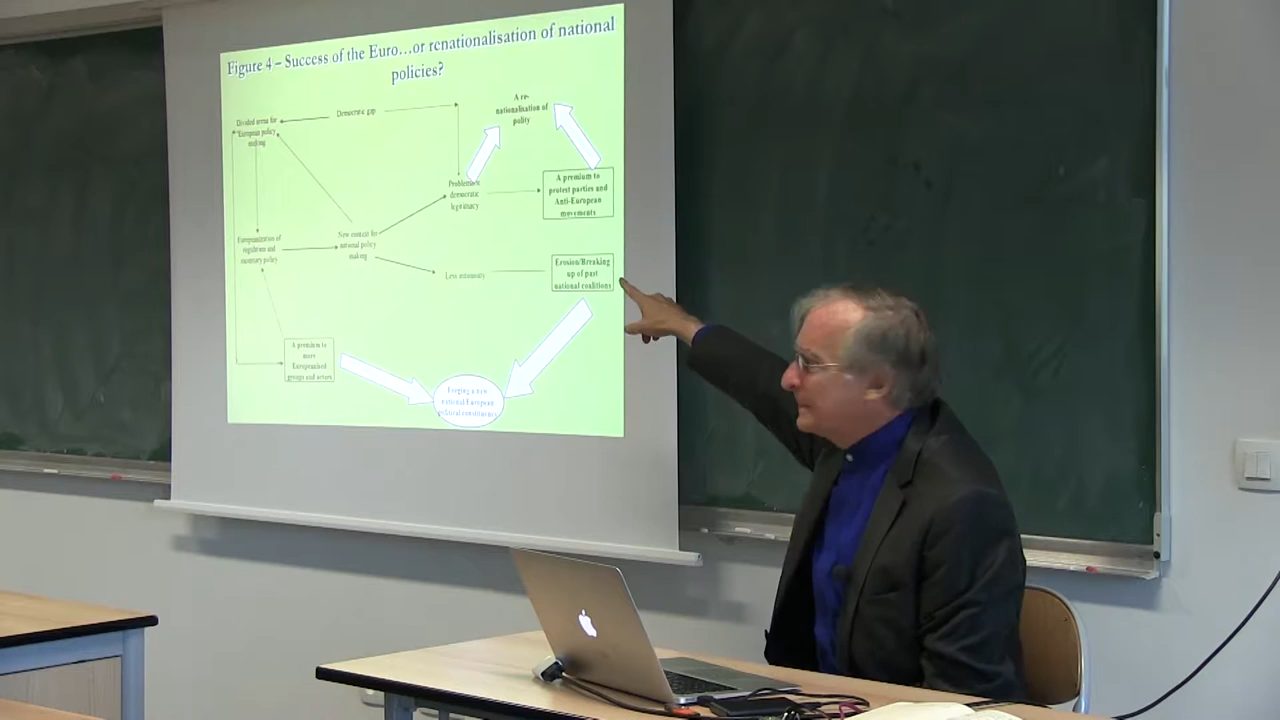 Figure 4 – Success of the Euro…or renationalisation of national
policies?
A re-
nationalisation of
polity
Democratic gap
Divided arena for
European policy
making
Problematic
democratic
legitimacy
A premium to
protest parties and
Anti-European
movements
Europeanization of
regulations and
monetary policy
New context for
national policy
making
Less autonomy
Erosion/Breaking
up of past
national coalitions
A premium to
more
Europeanised
groups and actors
Forging a new
national/European
political constituency